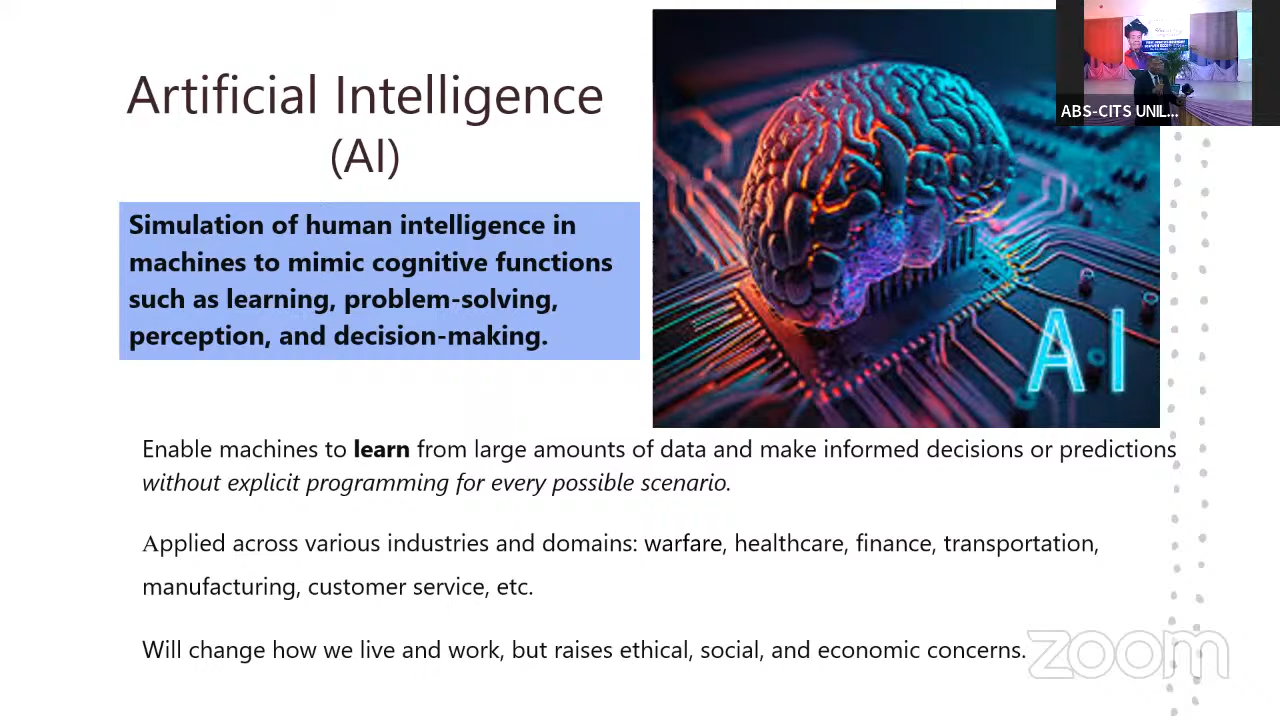 Artificial Intelligence
(AI)
Simulation of human intelligence in
machines to mimic cognitive functions
such as learning, problem-solving,
perception, and decision-making.
AI
ABS-CITS UNIL...
Enable machines to learn from large amounts of data and make informed decisions or predictions
without explicit programming for every possible scenario.
Applied across various industries and domains: warfare, healthcare, finance, transportation,
manufacturing, customer service, etc.
Will change how we live and work, but raises ethical, social, and economic concerns.
zoom